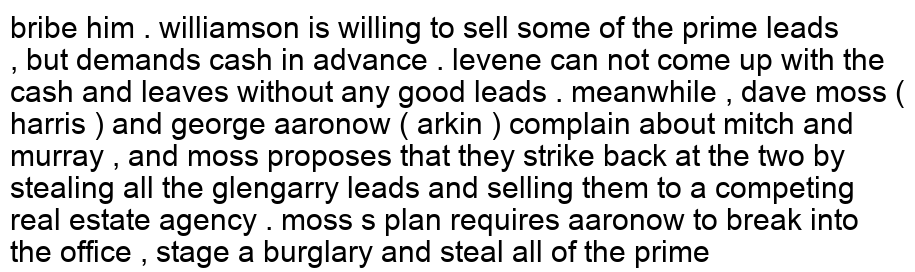 bribe him . williamson is willing to sell some of the prime leads
, but demands cash in advance . levene can not come up with the
cash and leaves without any good leads . meanwhile , dave moss (
harris ) and george aaronow ( arkin ) complain about mitch and
murray , and moss proposes that they strike back at the two by
stealing all the glengarry leads and selling them to a competing
real estate agency . moss s plan requires aaronow to break into
the office , stage a burglary and steal all of the prime